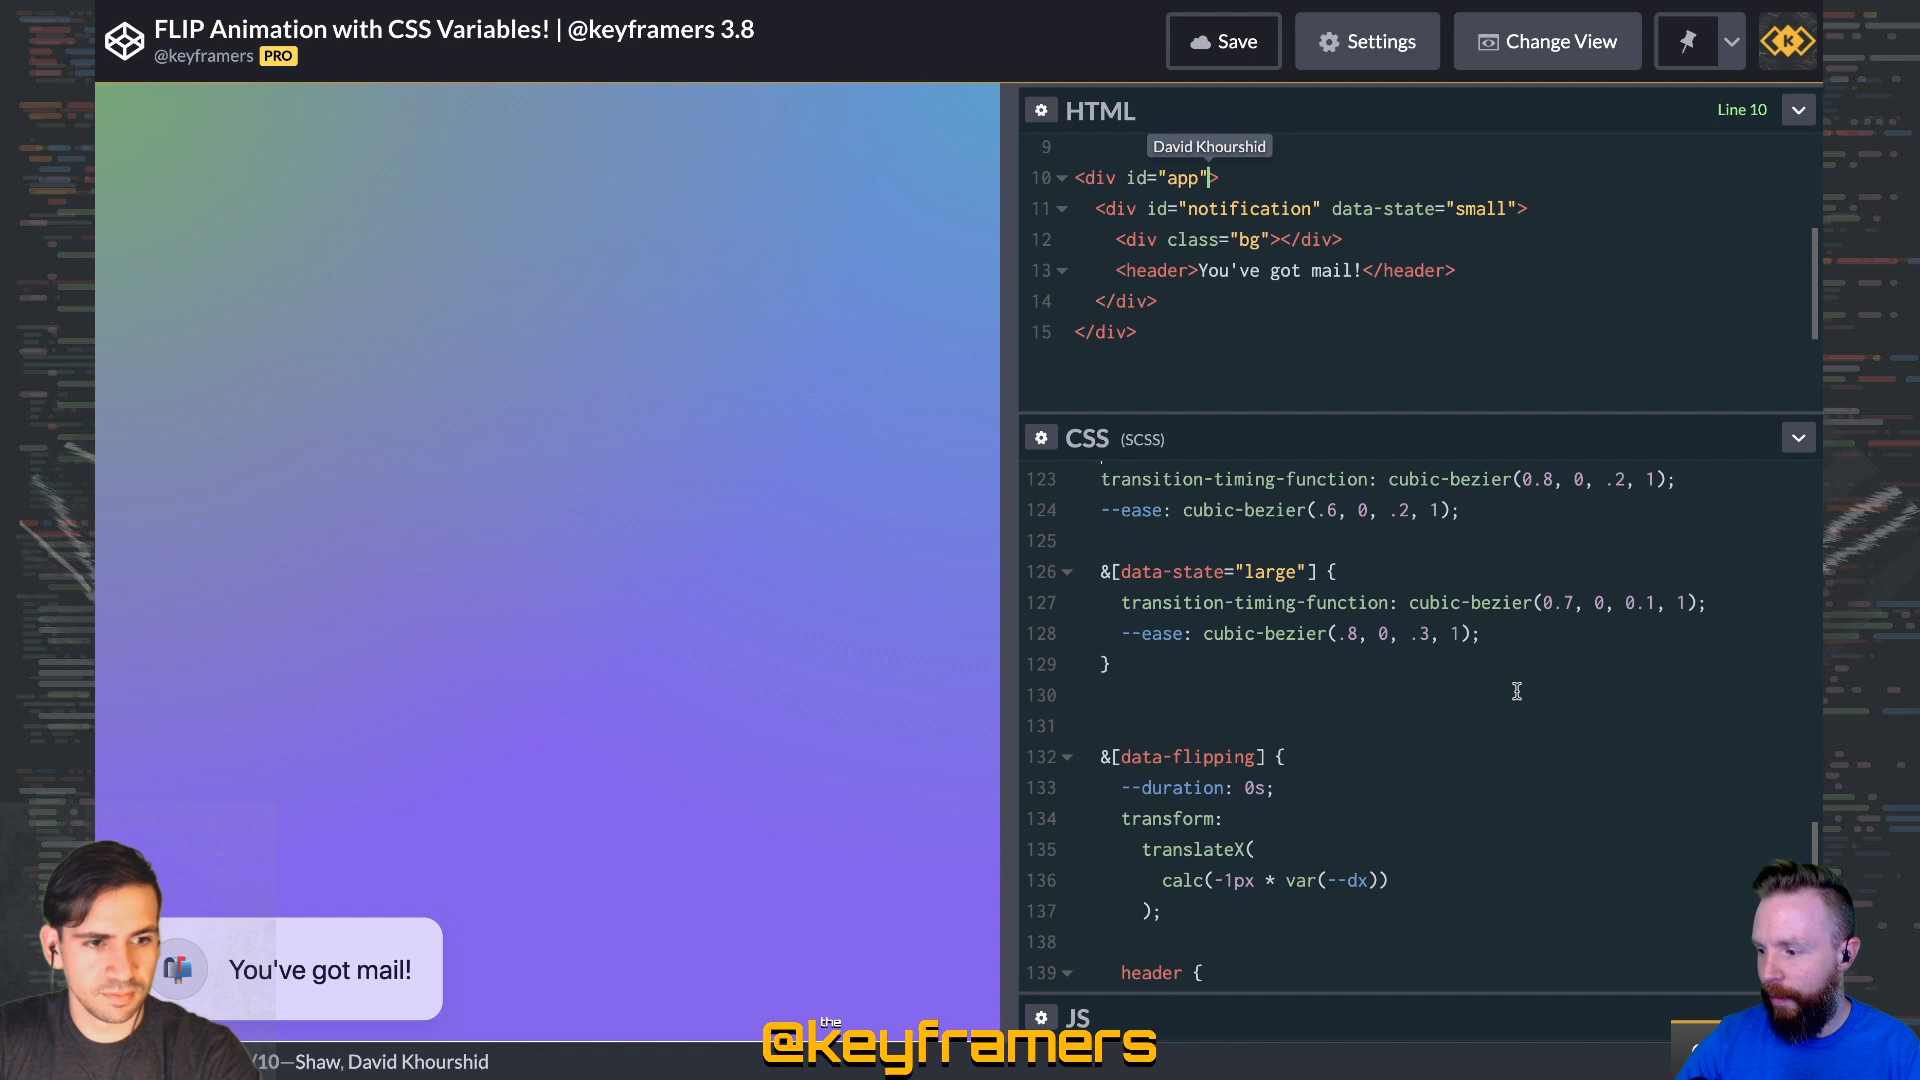 FLIP Animation with CSS Variables! | @keyframers 3.8
@keyframers PRO
Save
Settings
Change View
K
HTML
Line 10
9
David Khourshid
10 <div id="app">
11 <div id="notification" data-state="small">
12 <div class="bg"></div>
13 <header>You've got mail!</header>
14 </div>
15 </div>
CSS (SCSS)
123 transition-timing-function: cubic-bezier(0.8, 0, .2, 1);
124 --ease: cubic-bezier(.6, 0, .2, 1);
125
126 &[data-state="large"] {
127 transition-timing-function: cubic-bezier(0.7, 0, 0.1, 1);
128 --ease: cubic-bezier(.8, 0, .3, 1);
129 }
130
131
132 &[data-flipping] {
133 --duration: 0s;
134 transform:
135 translateX(
136 calc(-1px * var(--dx))
137 );
138
139 header {
JS
You've got mail!
the
@keyframers
/10—Shaw, David Khourshid